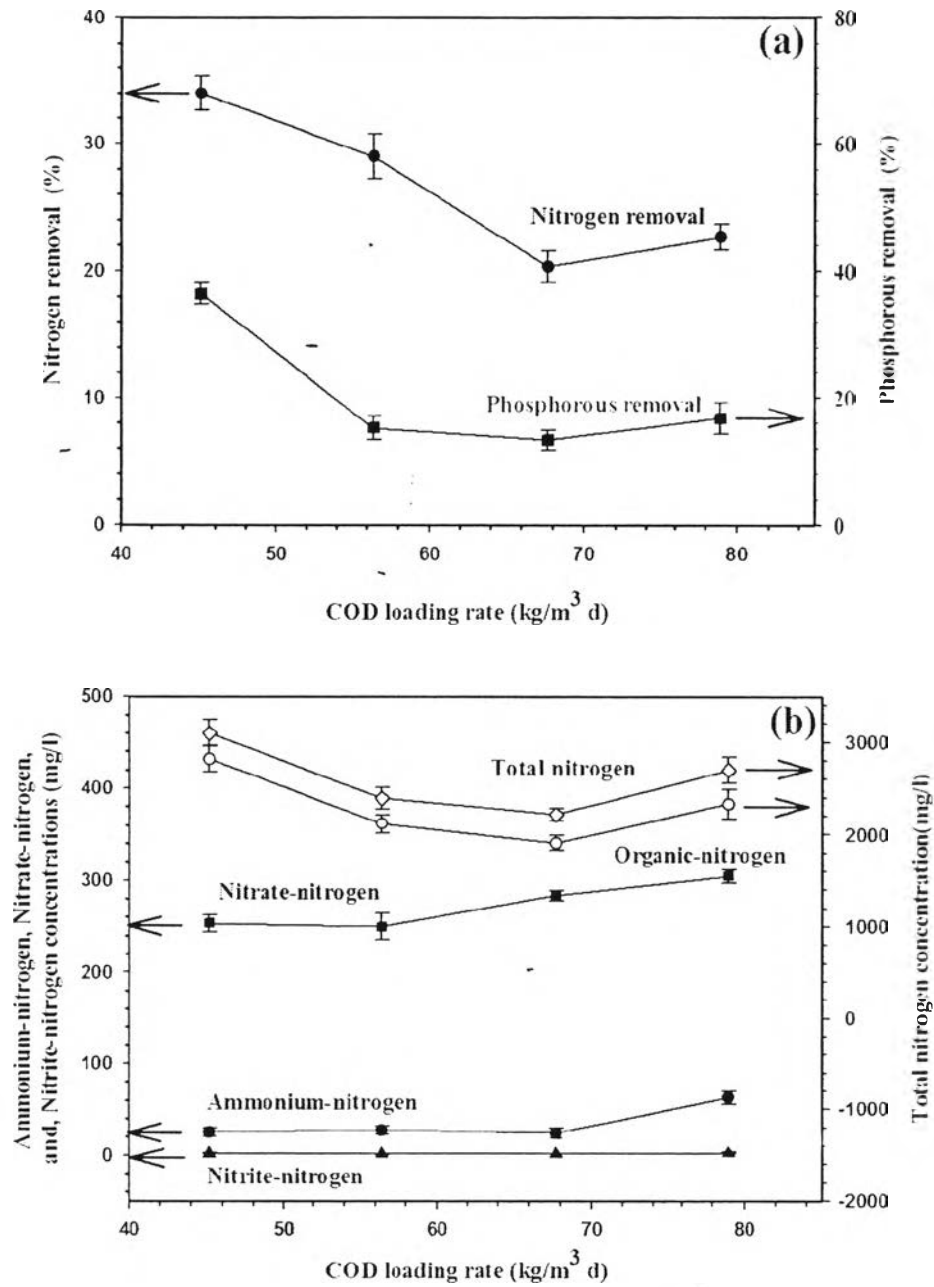 (a)
40
30
20
10
0
Nitrogen removal (%)
80
60
40
20
0
Phosphorous removal (%)
Nitrogen removal
Phosphorous removal
40
50
60
70
80
COD loading rate (kg/m³ d)
(b)
500
400
300
200
100
0
Ammonium-nitrogen, Nitrate-nitrogen,
and, Nitrite-nitrogen concentrations (mg/l)
3000
2000
1000
0
-1000
-2000
Total nitrogen concentration(mg/l)
Total nitrogen
Organic-nitrogen
Nitrate-nitrogen
Ammonium-nitrogen
Nitrite-nitrogen
40
50
60
70
80
COD loading rate (kg/m³ d)